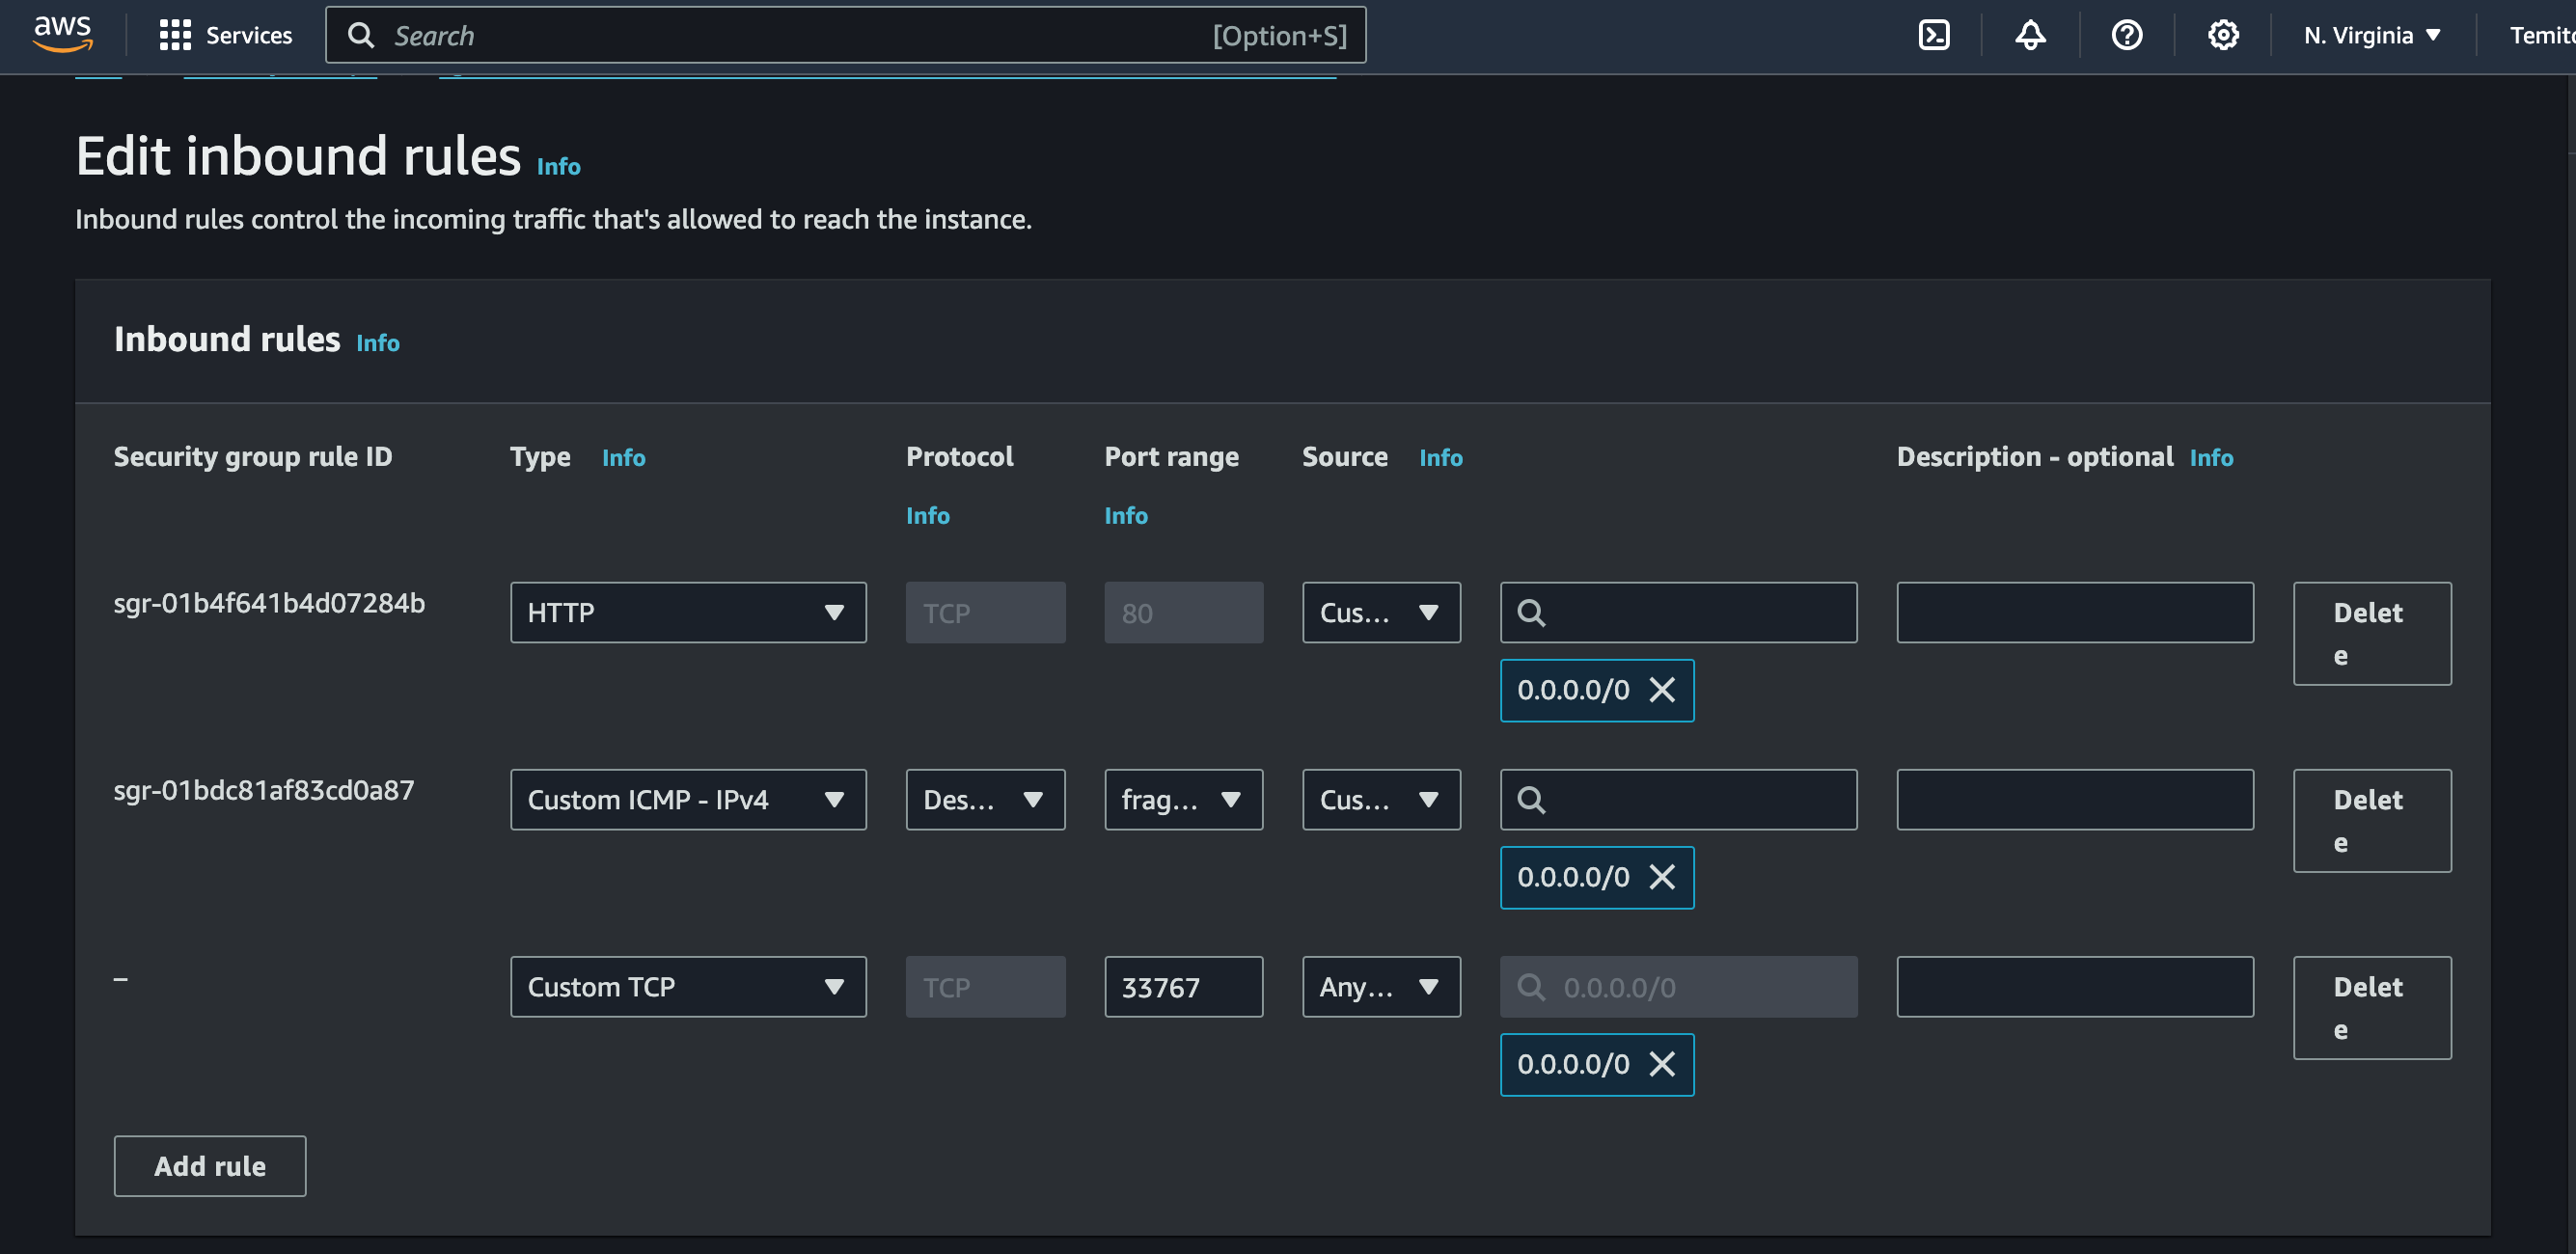 aws
Services
Search
[Option+S]
N. Virginia
Edit inbound rules Info
Inbound rules control the incoming traffic that's allowed to reach the instance.
Inbound rules Info
Security group rule ID
Type Info
Protocol Info
Port range Info
Source Info
Description - optional Info
sgr-01b4f641b4d07284b
HTTP
TCP
80
Cus...
0.0.0.0/0
Delet
e
sgr-01bdc81af83cd0a87
Custom ICMP - IPv4
Des...
frag...
Cus...
0.0.0.0/0
Delet
e
–
Custom TCP
TCP
33767
Any...
0.0.0.0/0
0.0.0.0/0
Delet
e
Add rule